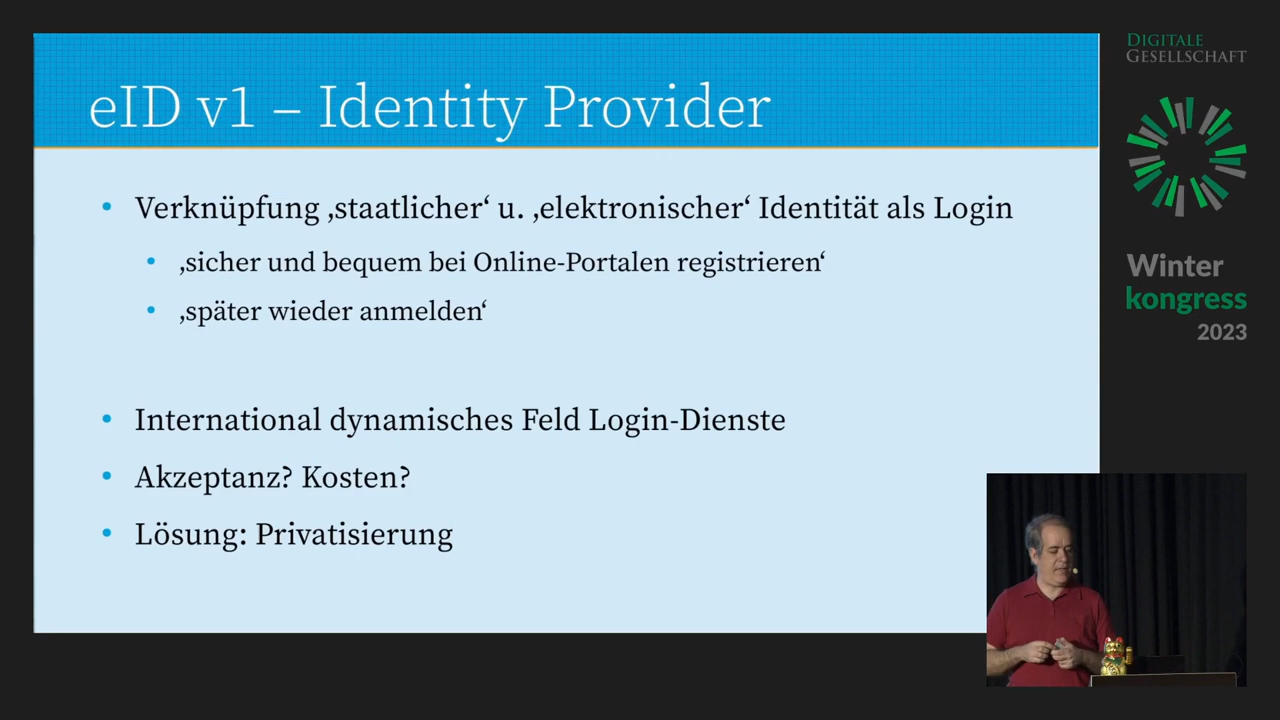 eID v1 – Identity Provider
Verknüpfung ‚staatlicher‘ u. ‚elektronischer‘ Identität als Login
‚sicher und bequem bei Online-Portalen registrieren‘
‚später wieder anmelden‘
International dynamisches Feld Login-Dienste
Akzeptanz? Kosten?
Lösung: Privatisierung
DIGITALE
GESELLSCHAFT
Winter
kongress
2023